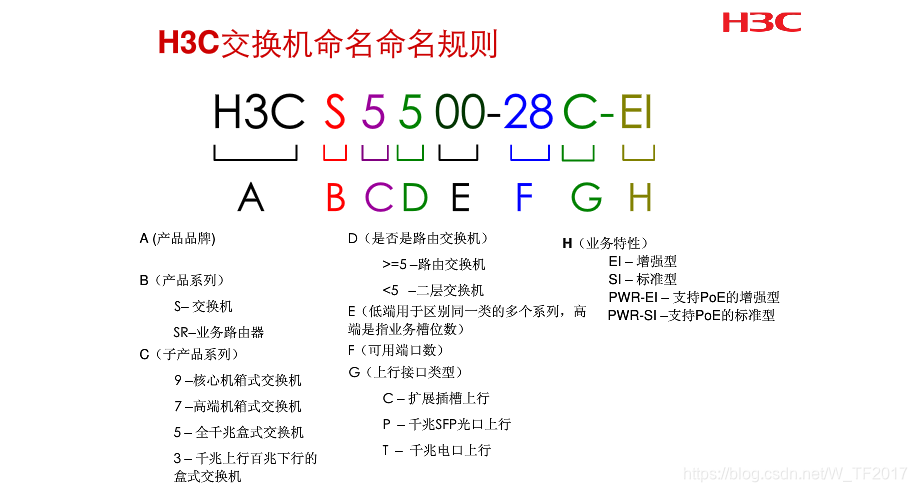 H3C
H3C交换机命名命名规则
H3C S 5 5 00-28 C-EI
A B C D E F G H
A (产品品牌)
B（产品系列）
S– 交换机
SR–业务路由器
C（子产品系列）
9 –核心机箱式交换机
7 –高端机箱式交换机
5 – 全千兆盒式交换机
3 – 千兆上行百兆下行的
盒式交换机
D（是否是路由交换机）
>=5 –路由交换机
<5 –二层交换机
E（低端用于区别同一类的多个系列，高
端是指业务槽位数）
F（可用端口数）
G（上行接口类型）
C – 扩展插槽上行
P – 千兆SFP光口上行
T – 千兆电口上行
H（业务特性）
EI – 增强型
SI – 标准型
PWR-EI – 支持PoE的增强型
PWR-SI –支持PoE的标准型
https://blog.csdn.net/W_TF2017